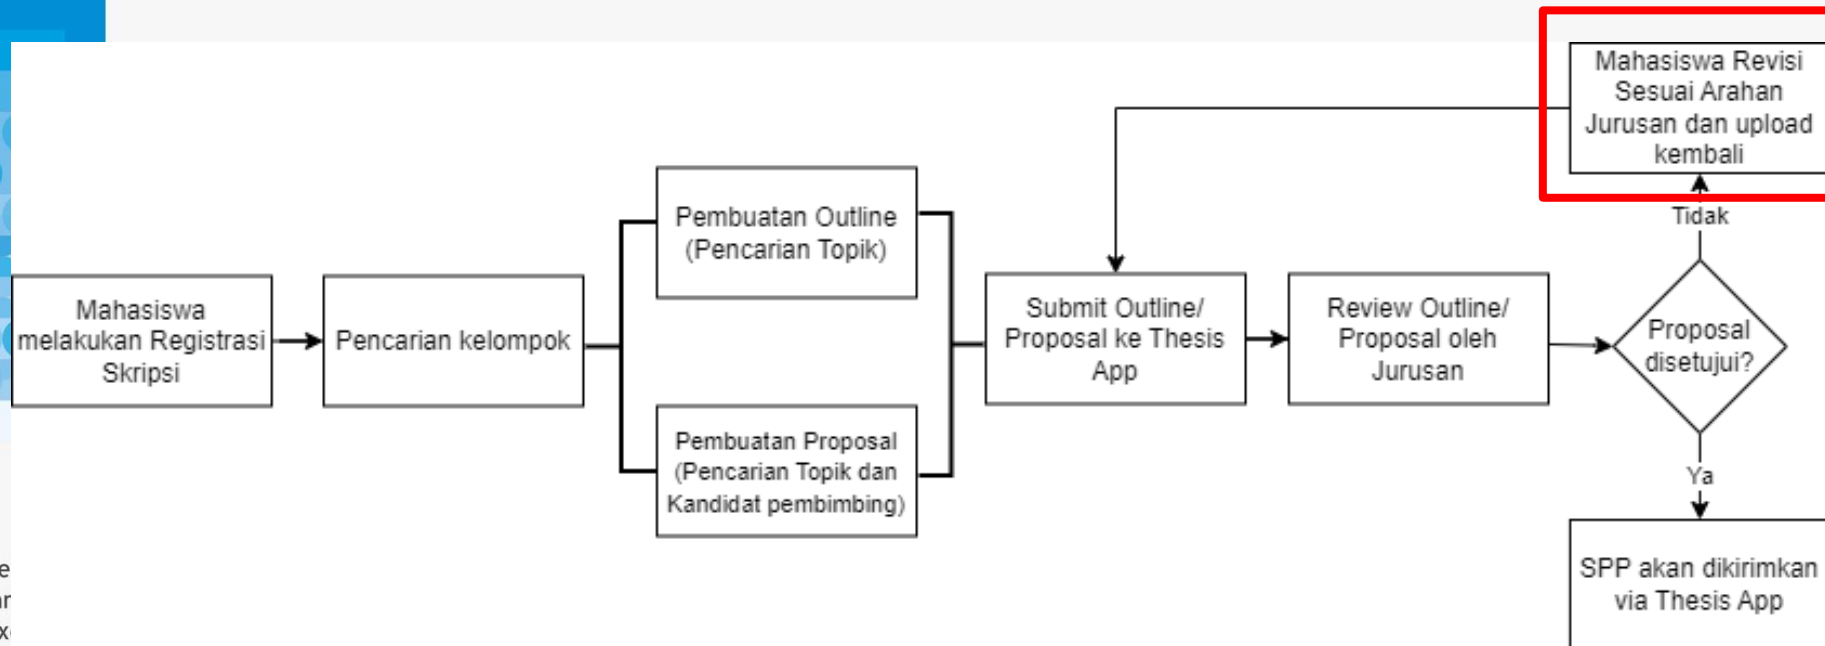 Mahasiswa Revisi
Sesuai Arahan
Jurusan dan upload
kembali
Tidak
Pembuatan Outline
(Pencarian Topik)
Mahasiswa
melakukan Registrasi
Skripsi
Pencarian kelompok
Submit Outline/
Proposal ke Thesis
App
Review Outline/
Proposal oleh
Jurusan
Proposal
disetujui?
Pembuatan Proposal
(Pencarian Topik dan
Kandidat pembimbing)
Ya
SPP akan dikirimkan
via Thesis App